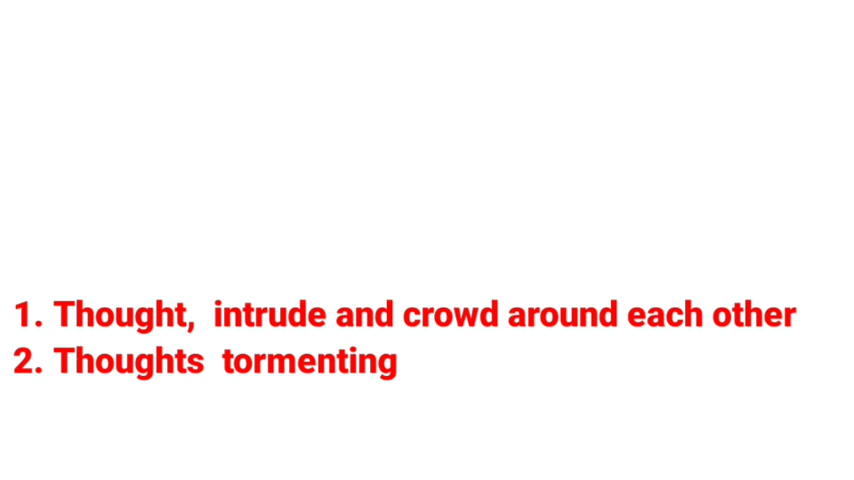 1. Thought, intrude and crowd around each other
2. Thoughts tormenting